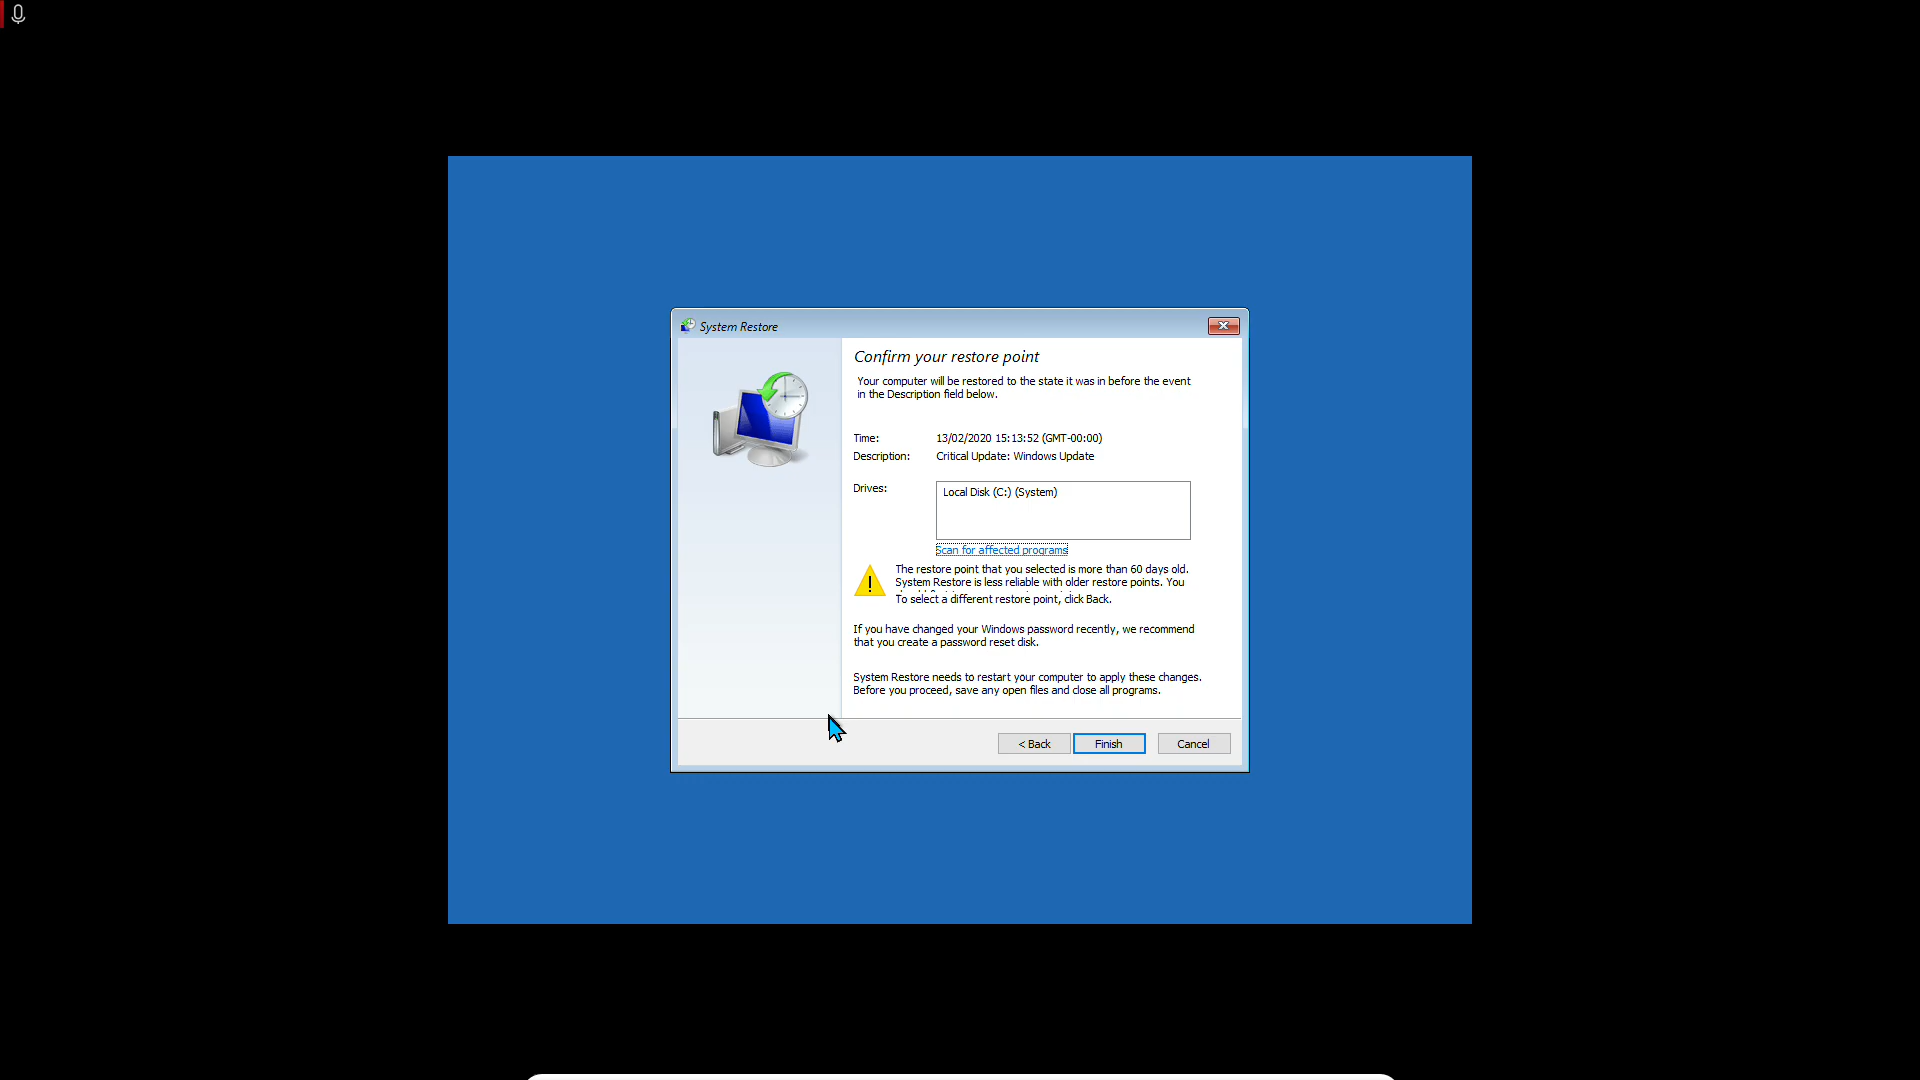 System Restore
Confirm your restore point
Your computer will be restored to the state it was in before the event
in the Description field below.
Time: 13/02/2020 15:13:52 (GMT-00:00)
Description: Critical Update: Windows Update
Drives:
Local Disk (C:) (System)
Scan for affected programs
The restore point that you selected is more than 60 days old.
System Restore is less reliable with older restore points. You
To select a different restore point, click Back.
If you have changed your Windows password recently, we recommend
that you create a password reset disk.
System Restore needs to restart your computer to apply these changes.
Before you proceed, save any open files and close all programs.
< Back
Finish
Cancel